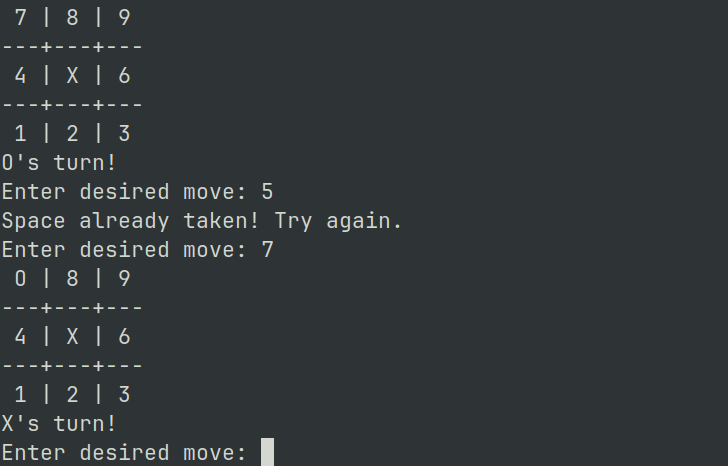 7 | 8 | 9
---+---+---
 4 | X | 6
---+---+---
 1 | 2 | 3
O's turn!
Enter desired move: 5
Space already taken! Try again.
Enter desired move: 7
 O | 8 | 9
---+---+---
 4 | X | 6
---+---+---
 1 | 2 | 3
X's turn!
Enter desired move: